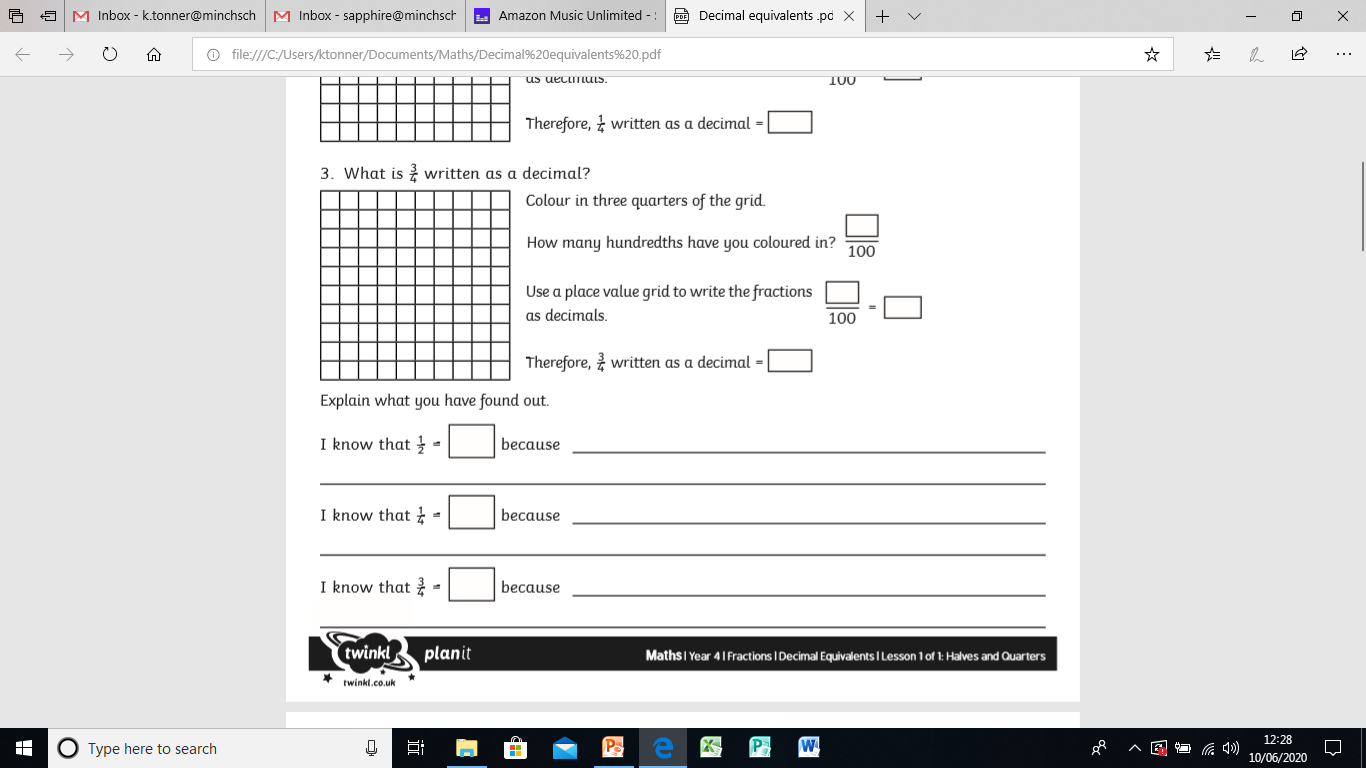 Inbox - k.tonner@minchsch
Inbox - sapphire@minchsch
Amazon Music Unlimited -
Decimal equivalents .pd
file:///C:/Users/ktonner/Documents/Maths/Decimal%20equivalents%20.pdf
as decimals.
100
Therefore, 1/4 written as a decimal =
3. What is 3/4 written as a decimal?
Colour in three quarters of the grid.
How many hundredths have you coloured in? /100
Use a place value grid to write the fractions
as decimals. /100 =
Therefore, 3/4 written as a decimal =
Explain what you have found out.
I know that 1/2 = because
I know that 1/4 = because
I know that 3/4 = because
twinkl planit
Maths | Year 4 | Fractions | Decimal Equivalents | Lesson 1 of 1: Halves and Quarters
twinkl.co.uk
Type here to search
12:28
10/06/2020